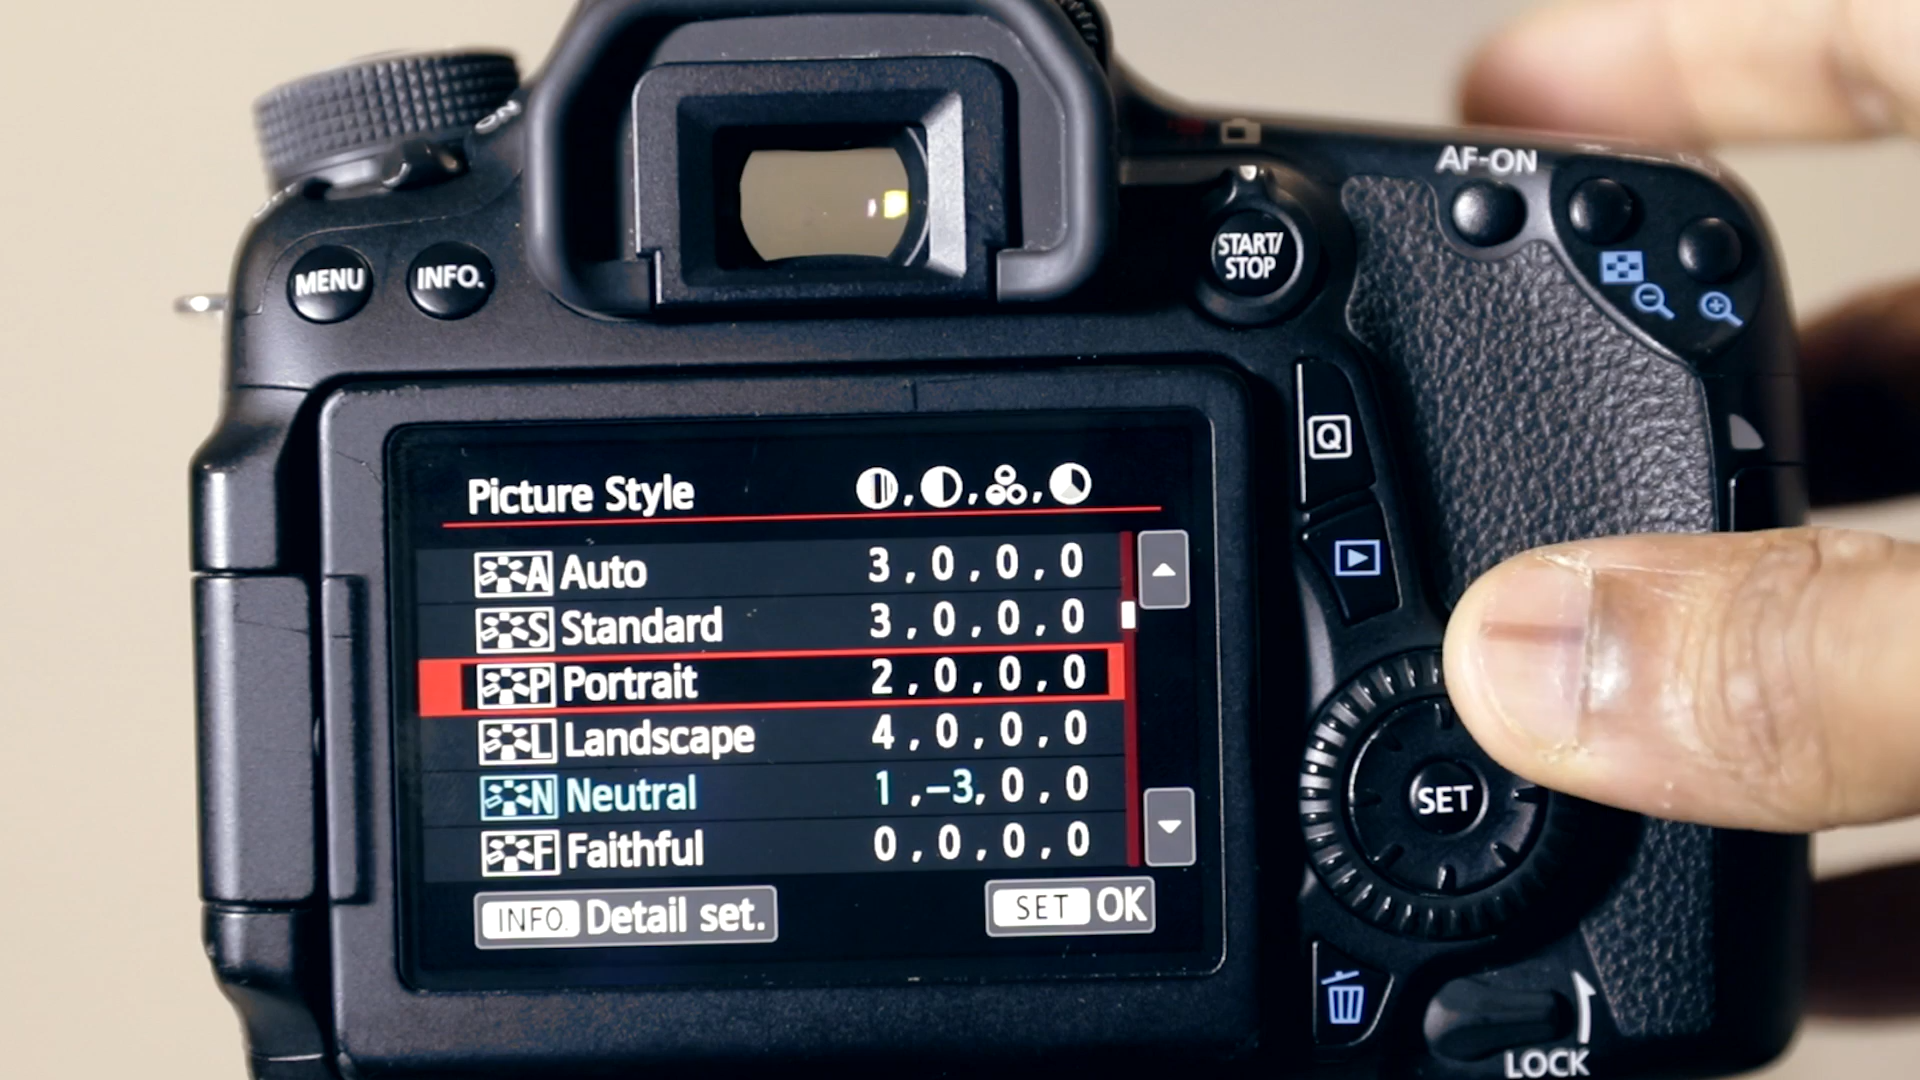 ON
AF-ON
MENU
INFO.
START/
STOP
Q
Picture Style
A Auto 3 , 0 , 0 , 0
S Standard 3 , 0 , 0 , 0
P Portrait 2 , 0 , 0 , 0
L Landscape 4 , 0 , 0 , 0
N Neutral 1 , -3 , 0 , 0
F Faithful 0 , 0 , 0 , 0
INFO. Detail set.
SET OK
SET
LOCK